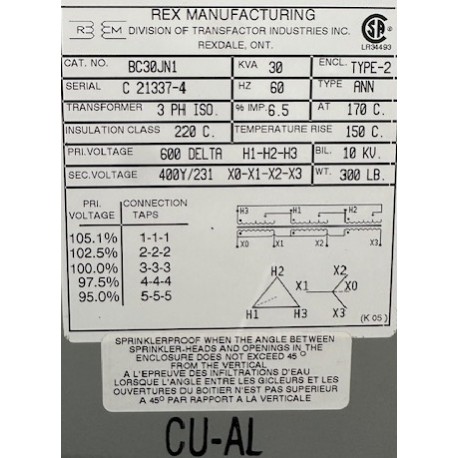 REX MANUFACTURING
REM
DIVISION OF TRANSFACTOR INDUSTRIES INC.
REXDALE, ONT.
LR34493
CAT. NO. BC30JN1 KVA 30 ENCL. TYPE-2
SERIAL C 21337-4 HZ 60 TYPE ANN
TRANSFORMER 3 PH ISO. % IMP. 6.5 AT 170 C.
INSULATION CLASS 220 C. TEMPERATURE RISE 150 C.
PRI. VOLTAGE 600 DELTA H1-H2-H3 BIL. 10 KV.
SEC. VOLTAGE 400Y/231 X0-X1-X2-X3 WT. 300 LB.
PRI. VOLTAGE CONNECTION TAPS
105.1% 1-1-1
102.5% 2-2-2
100.0% 3-3-3
97.5% 4-4-4
95.0% 5-5-5
H3 H1 H2
X0 X1 X2 X3
H2 X2
X1 X0
H1 H3 X3
(K 05)
SPRINKLERPROOF WHEN THE ANGLE BETWEEN
SPRINKLER-HEADS AND OPENINGS IN THE
ENCLOSURE DOES NOT EXCEED 45°
FROM THE VERTICAL
A L'EPREUVE DES INFILTRATIONS D'EAU
LORSQUE L'ANGLE ENTRE LES GICLEURS ET LES
OUVERTURES DU BOITIER N'EST PAS SUPERIEUR
A 45° PAR RAPPORT A LA VERTICALE
CU-AL